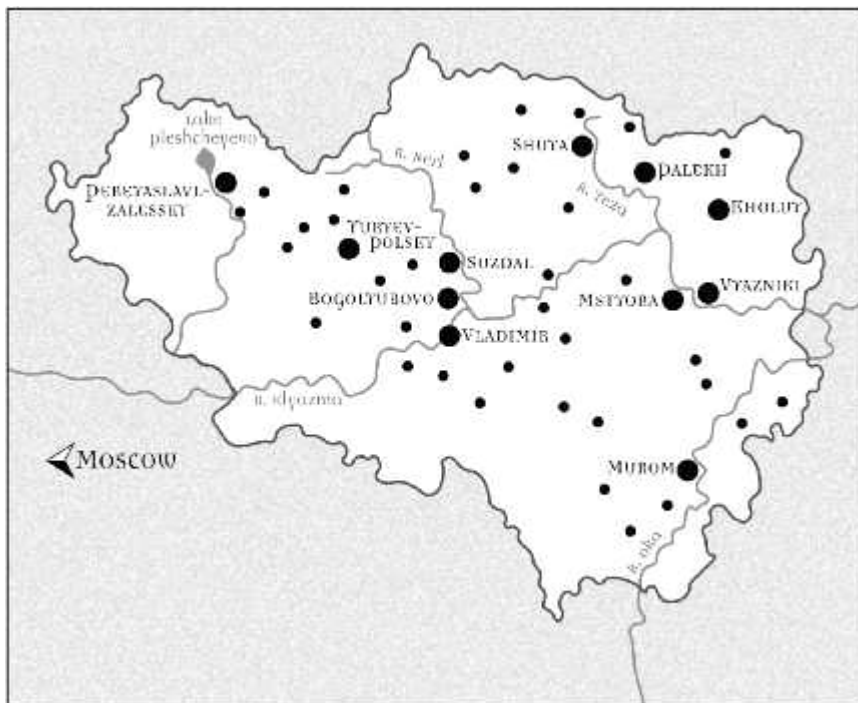 Lake
Pleshcheyevo
Pereyaslavl-
Zalessky
R. Nerl
Shuya
Palekh
R. Teza
Kholuy
Yuryev-
Polsky
Suzdal
Bogolyubovo
Mstyora
Vyazniki
Vladimir
R. Klyazma
Moscow
Murom
R. Oka